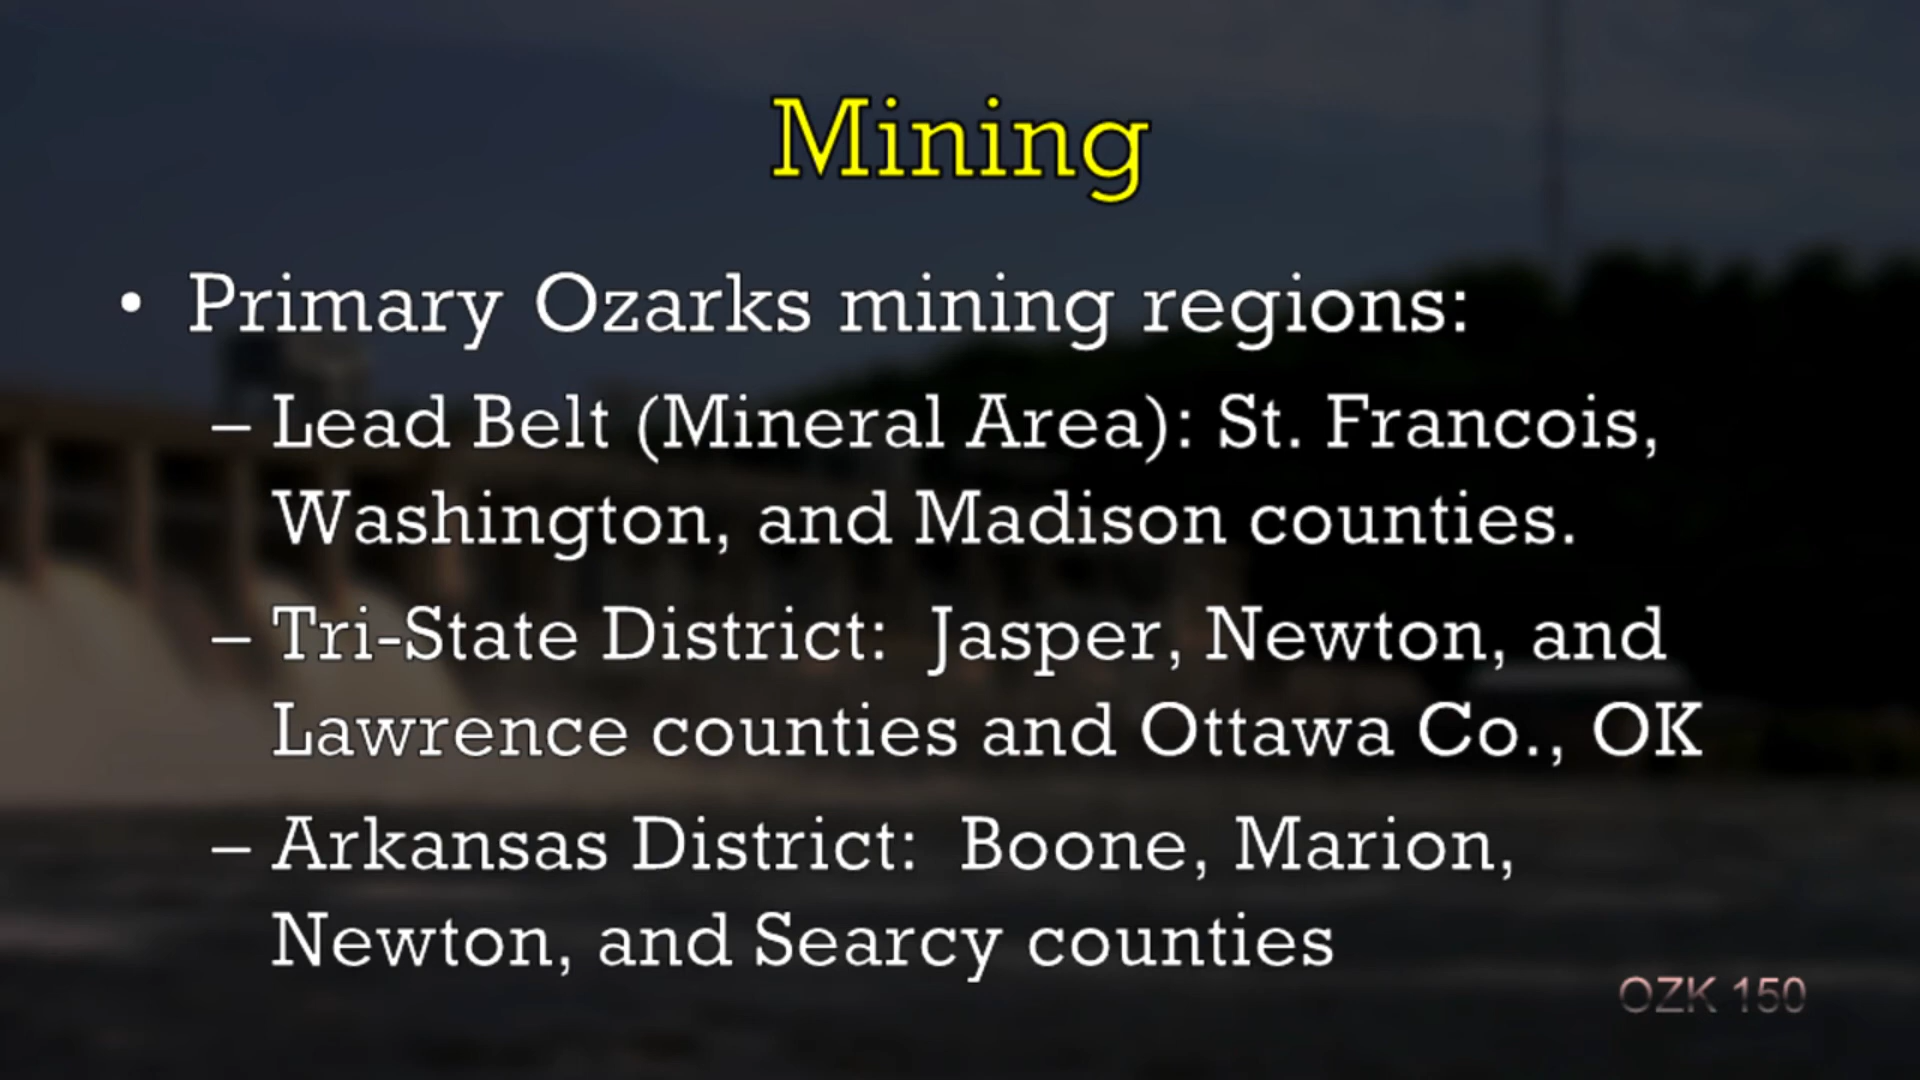 Mining
• Primary Ozarks mining regions:
– Lead Belt (Mineral Area): St. Francois,
Washington, and Madison counties.
– Tri-State District:  Jasper, Newton, and
Lawrence counties and Ottawa Co., OK
– Arkansas District:  Boone, Marion,
Newton, and Searcy counties
OZK 150